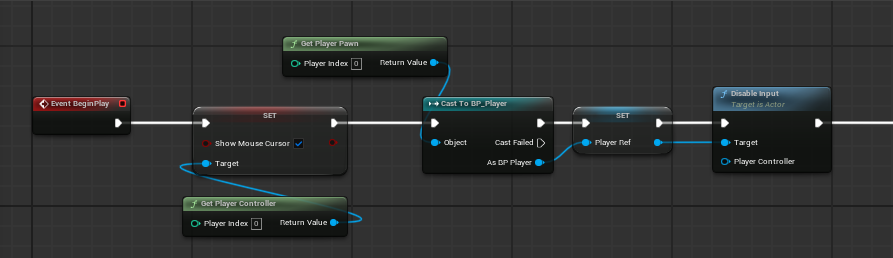 Get Player Pawn
Player Index 0 Return Value
Event BeginPlay
SET
Show Mouse Cursor
Target
Get Player Controller
Player Index 0 Return Value
Cast To BP_Player
Object Cast Failed
As BP Player
SET
Player Ref
Disable Input
Target is Actor
Target
Player Controller